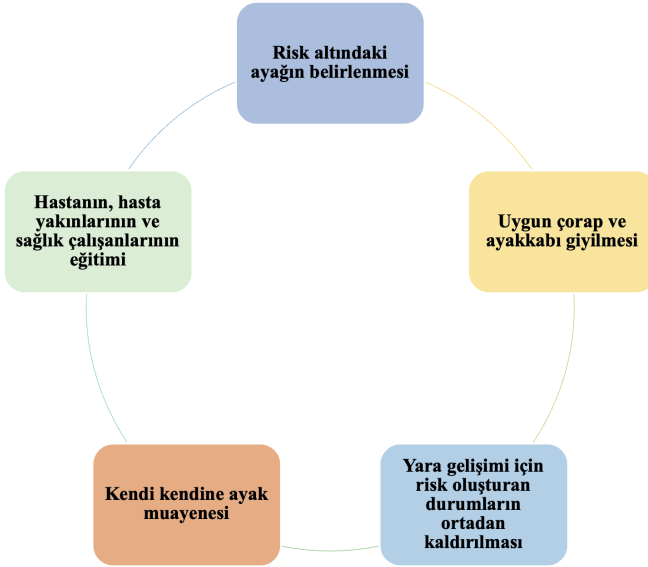 Risk altındaki
ayağın belirlenmesi
Uygun çorap ve
ayakkabı giyilmesi
Yara gelişimi için
risk oluşturan
durumların
ortadan
kaldırılması
Kendi kendine ayak
muayenesi
Hastanın, hasta
yakınlarının ve
sağlık çalışanlarının
eğitimi